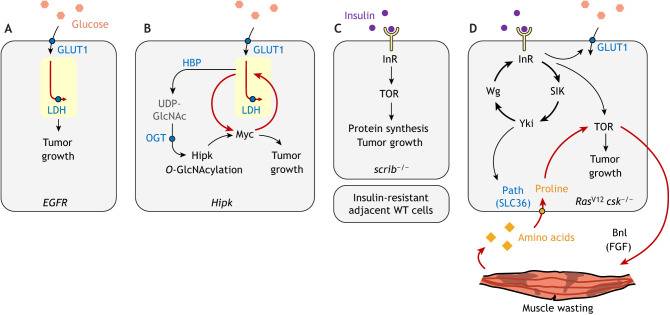 Glucose
A
GLUT1
LDH
Tumor
growth
EGFR
B
GLUT1
HBP
UDP-
GlcNAc
LDH
OGT
Myc
Hipk
O-GlcNAcylation
Tumor
growth
Hipk
Insulin
C
InR
TOR
Protein synthesis
Tumor growth
scrib−/−
Insulin-resistant
adjacent WT cells
D
GLUT1
InR
Wg
SIK
Yki
TOR
Tumor
growth
Path
(SLC36)
Proline
RasV12 csk−/−
Amino acids
Bnl
(FGF)
Muscle wasting